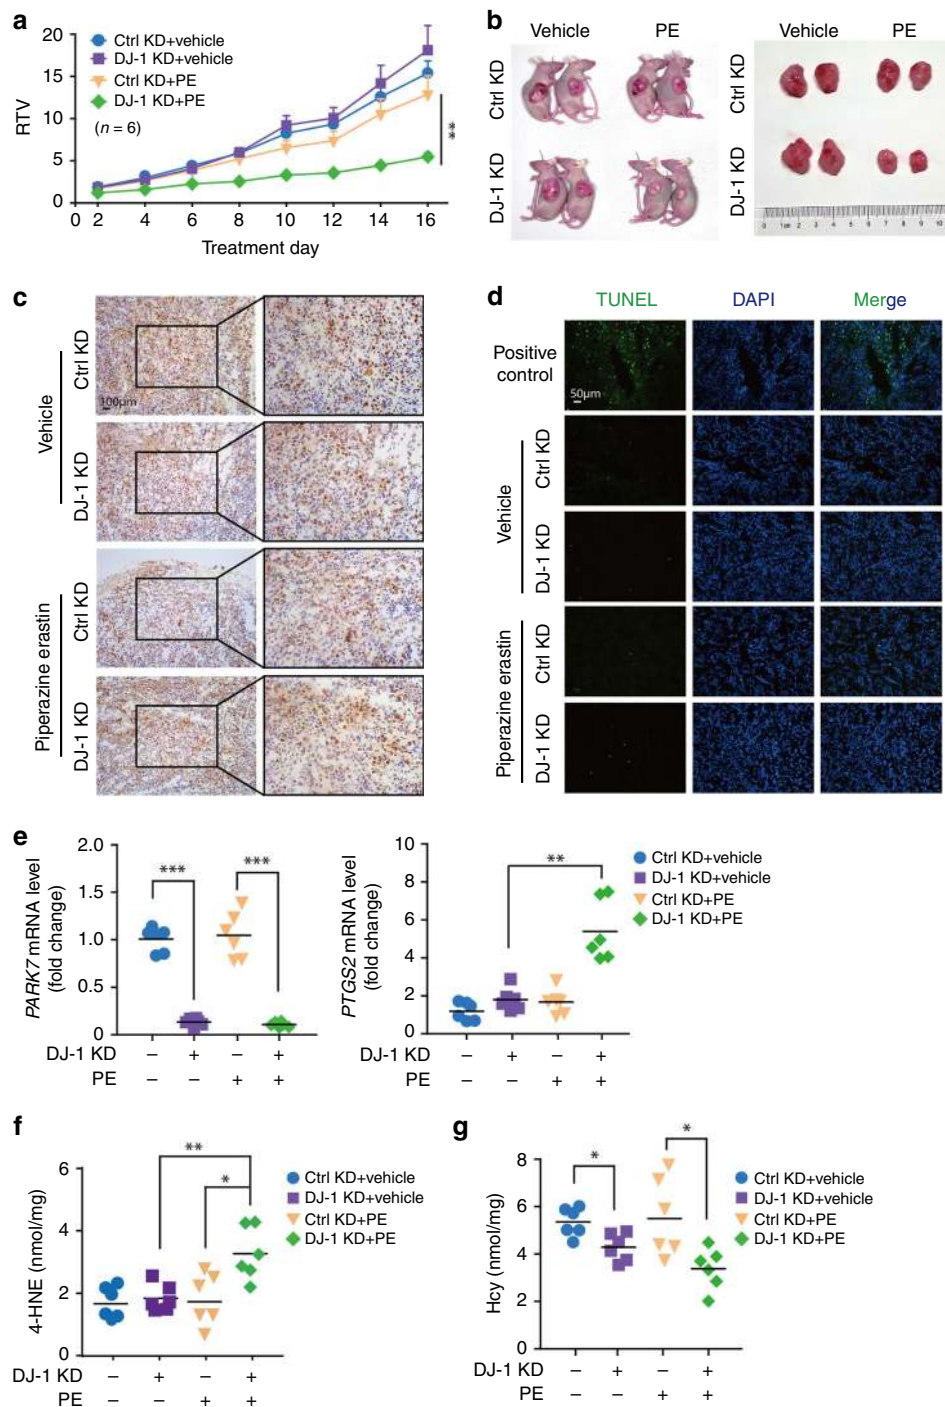 a
20
15
10
5
0
RTV
Ctrl KD+vehicle
DJ-1 KD+vehicle
Ctrl KD+PE
DJ-1 KD+PE
(n = 6)
**
2 4 6 8 10 12 14 16
Treatment day
b
Vehicle PE
Vehicle PE
Ctrl KD
DJ-1 KD
Ctrl KD
DJ-1 KD
0 1 2 3 4 5 6 7 8 9 10
c
Vehicle
Ctrl KD
DJ-1 KD
Piperazine erastin
Ctrl KD
DJ-1 KD
100μm
d
TUNEL DAPI Merge
Positive
control
50μm
Vehicle
Ctrl KD
DJ-1 KD
Piperazine erastin
Ctrl KD
DJ-1 KD
e
PARK7 mRNA level
(fold change)
2.0
1.5
1.0
0.5
0
*** ***
DJ-1 KD – + – +
PE – – + +
PTGS2 mRNA level
(fold change)
10
8
6
4
2
0
**
– + – +
– – + +
Ctrl KD+vehicle
DJ-1 KD+vehicle
Ctrl KD+PE
DJ-1 KD+PE
f
4-HNE (nmol/mg)
6
4
2
0
**
*
Ctrl KD+vehicle
DJ-1 KD+vehicle
Ctrl KD+PE
DJ-1 KD+PE
DJ-1 KD – + – +
PE – – + +
g
Hcy (nmol/mg)
8
6
4
2
0
*
*
Ctrl KD+vehicle
DJ-1 KD+vehicle
Ctrl KD+PE
DJ-1 KD+PE
DJ-1 KD – + – +
PE – – + +